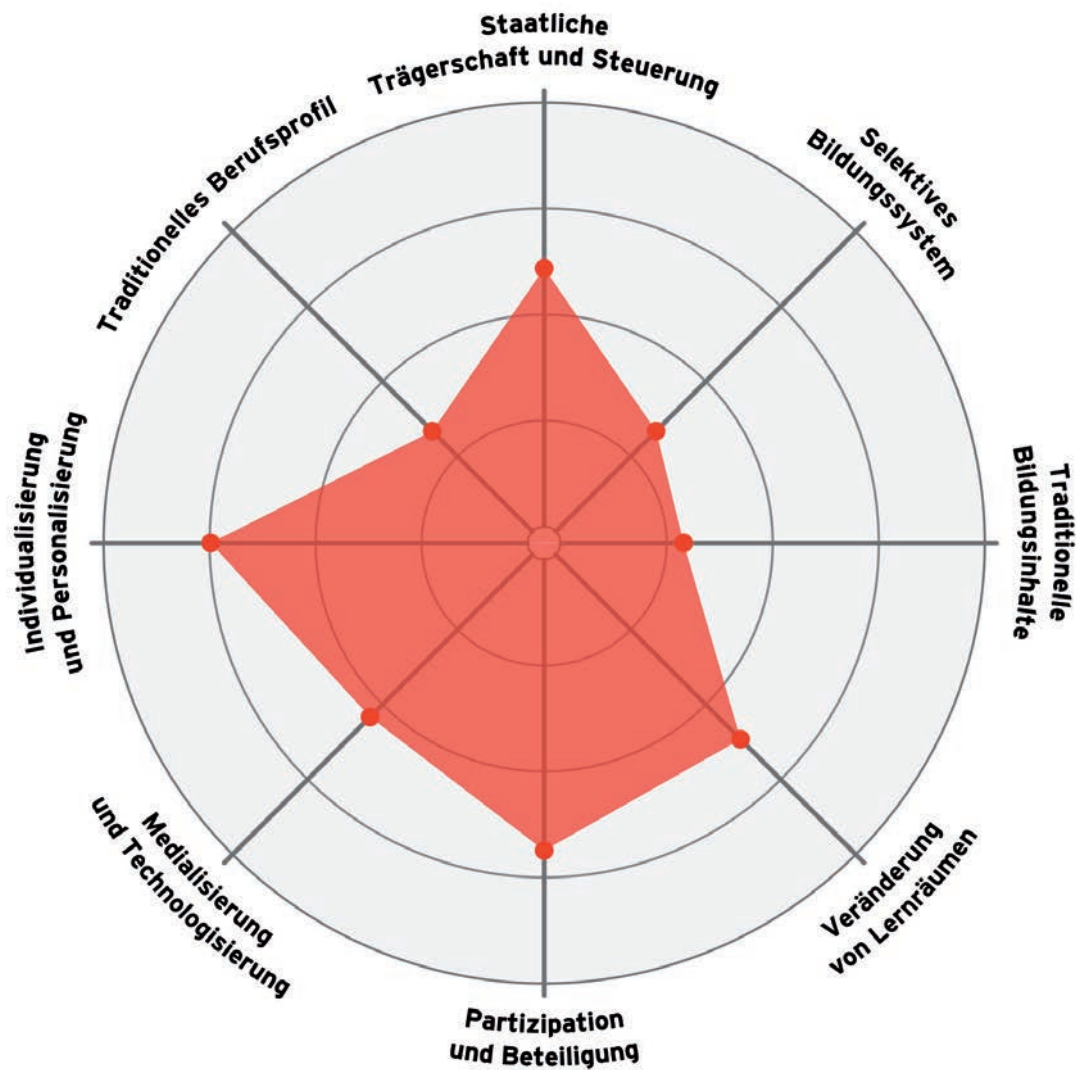 Staatliche
Trägerschaft und Steuerung
Selektives
Bildungssystem
Traditionelle
Bildungsinhalte
Veränderung
von Lernräumen
Partizipation
und Beteiligung
Medialisierung
und Technologisierung
Individualisierung
und Personalisierung
Traditionelles Berufsprofil